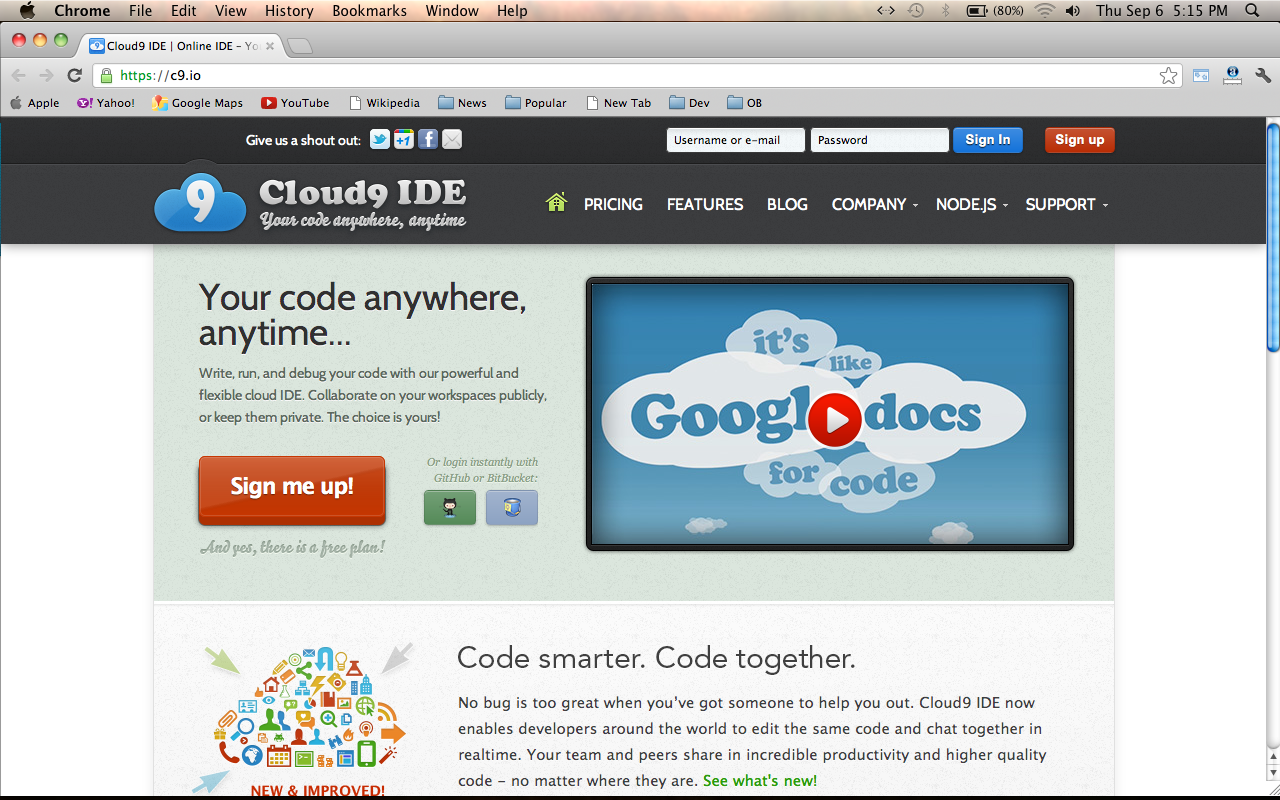 Chrome File Edit View History Bookmarks Window Help (80%) Thu Sep 6 5:15 PM
9 Cloud9 IDE | Online IDE – Yo
https://c9.io
Apple Yahoo! Google Maps YouTube Wikipedia News Popular New Tab Dev OB
Give us a shout out: +1 f Username or e-mail Password Sign In Sign up
9 Cloud9 IDE
Your code anywhere, anytime
PRICING FEATURES BLOG COMPANY NODE.JS SUPPORT
Your code anywhere,
anytime...
Write, run, and debug your code with our powerful and
flexible cloud IDE. Collaborate on your workspaces publicly,
or keep them private. The choice is yours!
Sign me up!
Or login instantly with
GitHub or BitBucket:
And yes, there is a free plan!
it's
like
Googl docs
for code
Code smarter. Code together.
No bug is too great when you've got someone to help you out. Cloud9 IDE now
enables developers around the world to edit the same code and chat together in
realtime. Your team and peers share in incredible productivity and higher quality
code – no matter where they are. See what's new!
NEW & IMPROVED!